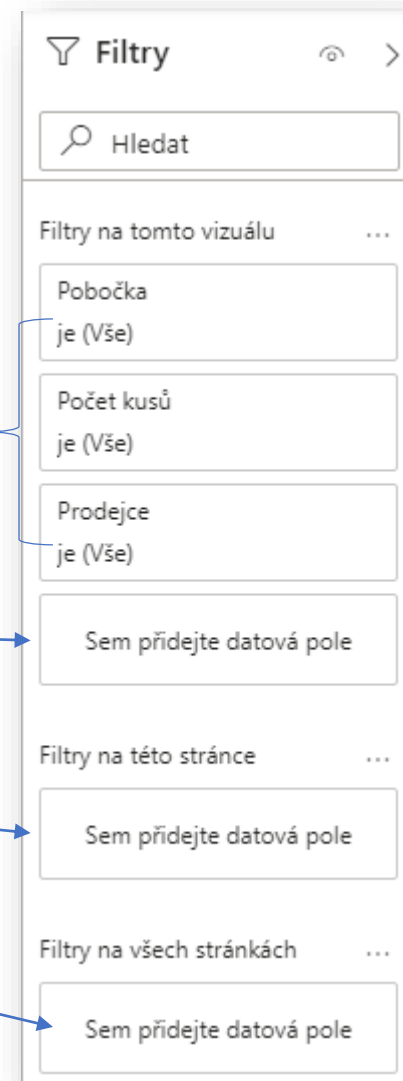 Filtry
Hledat
Filtry na tomto vizuálu
Pobočka
je (Vše)
Počet kusů
je (Vše)
Prodejce
je (Vše)
Sem přidejte datová pole
Filtry na této stránce
Sem přidejte datová pole
Filtry na všech stránkách
Sem přidejte datová pole